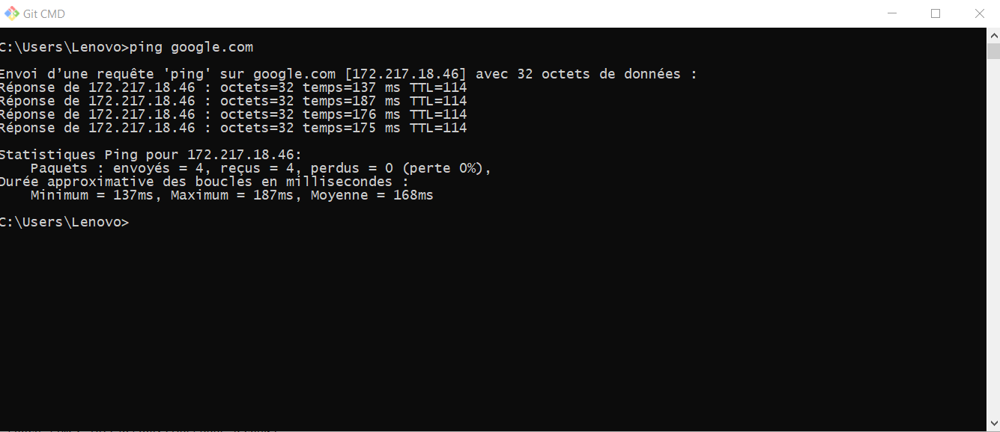 Git CMD
C:\Users\Lenovo>ping google.com
Envoi d’une requête 'ping' sur google.com [172.217.18.46] avec 32 octets de données :
Réponse de 172.217.18.46 : octets=32 temps=137 ms TTL=114
Réponse de 172.217.18.46 : octets=32 temps=187 ms TTL=114
Réponse de 172.217.18.46 : octets=32 temps=176 ms TTL=114
Réponse de 172.217.18.46 : octets=32 temps=175 ms TTL=114
Statistiques Ping pour 172.217.18.46:
    Paquets : envoyés = 4, reçus = 4, perdus = 0 (perte 0%),
Durée approximative des boucles en millisecondes :
    Minimum = 137ms, Maximum = 187ms, Moyenne = 168ms
C:\Users\Lenovo>